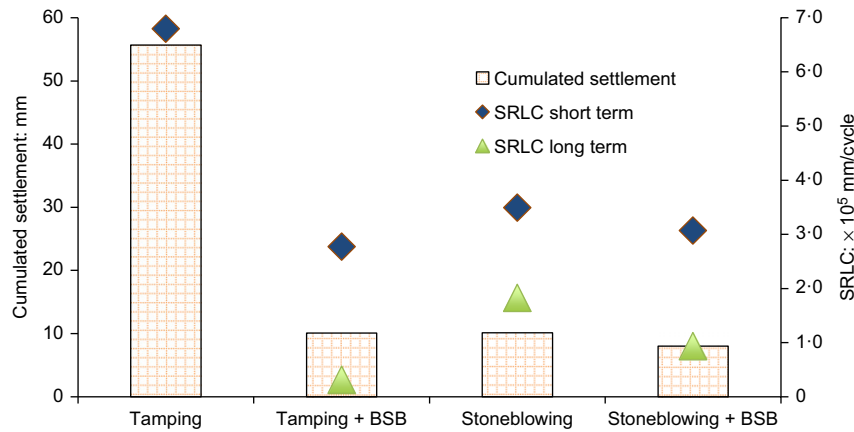 Cumulated settlement: mm
60
50
40
30
20
10
0
7·0
6·0
5·0
4·0
3·0
2·0
1·0
0
SRLC: × 10⁵ mm/cycle
Cumulated settlement
SRLC short term
SRLC long term
Tamping
Tamping + BSB
Stoneblowing
Stoneblowing + BSB